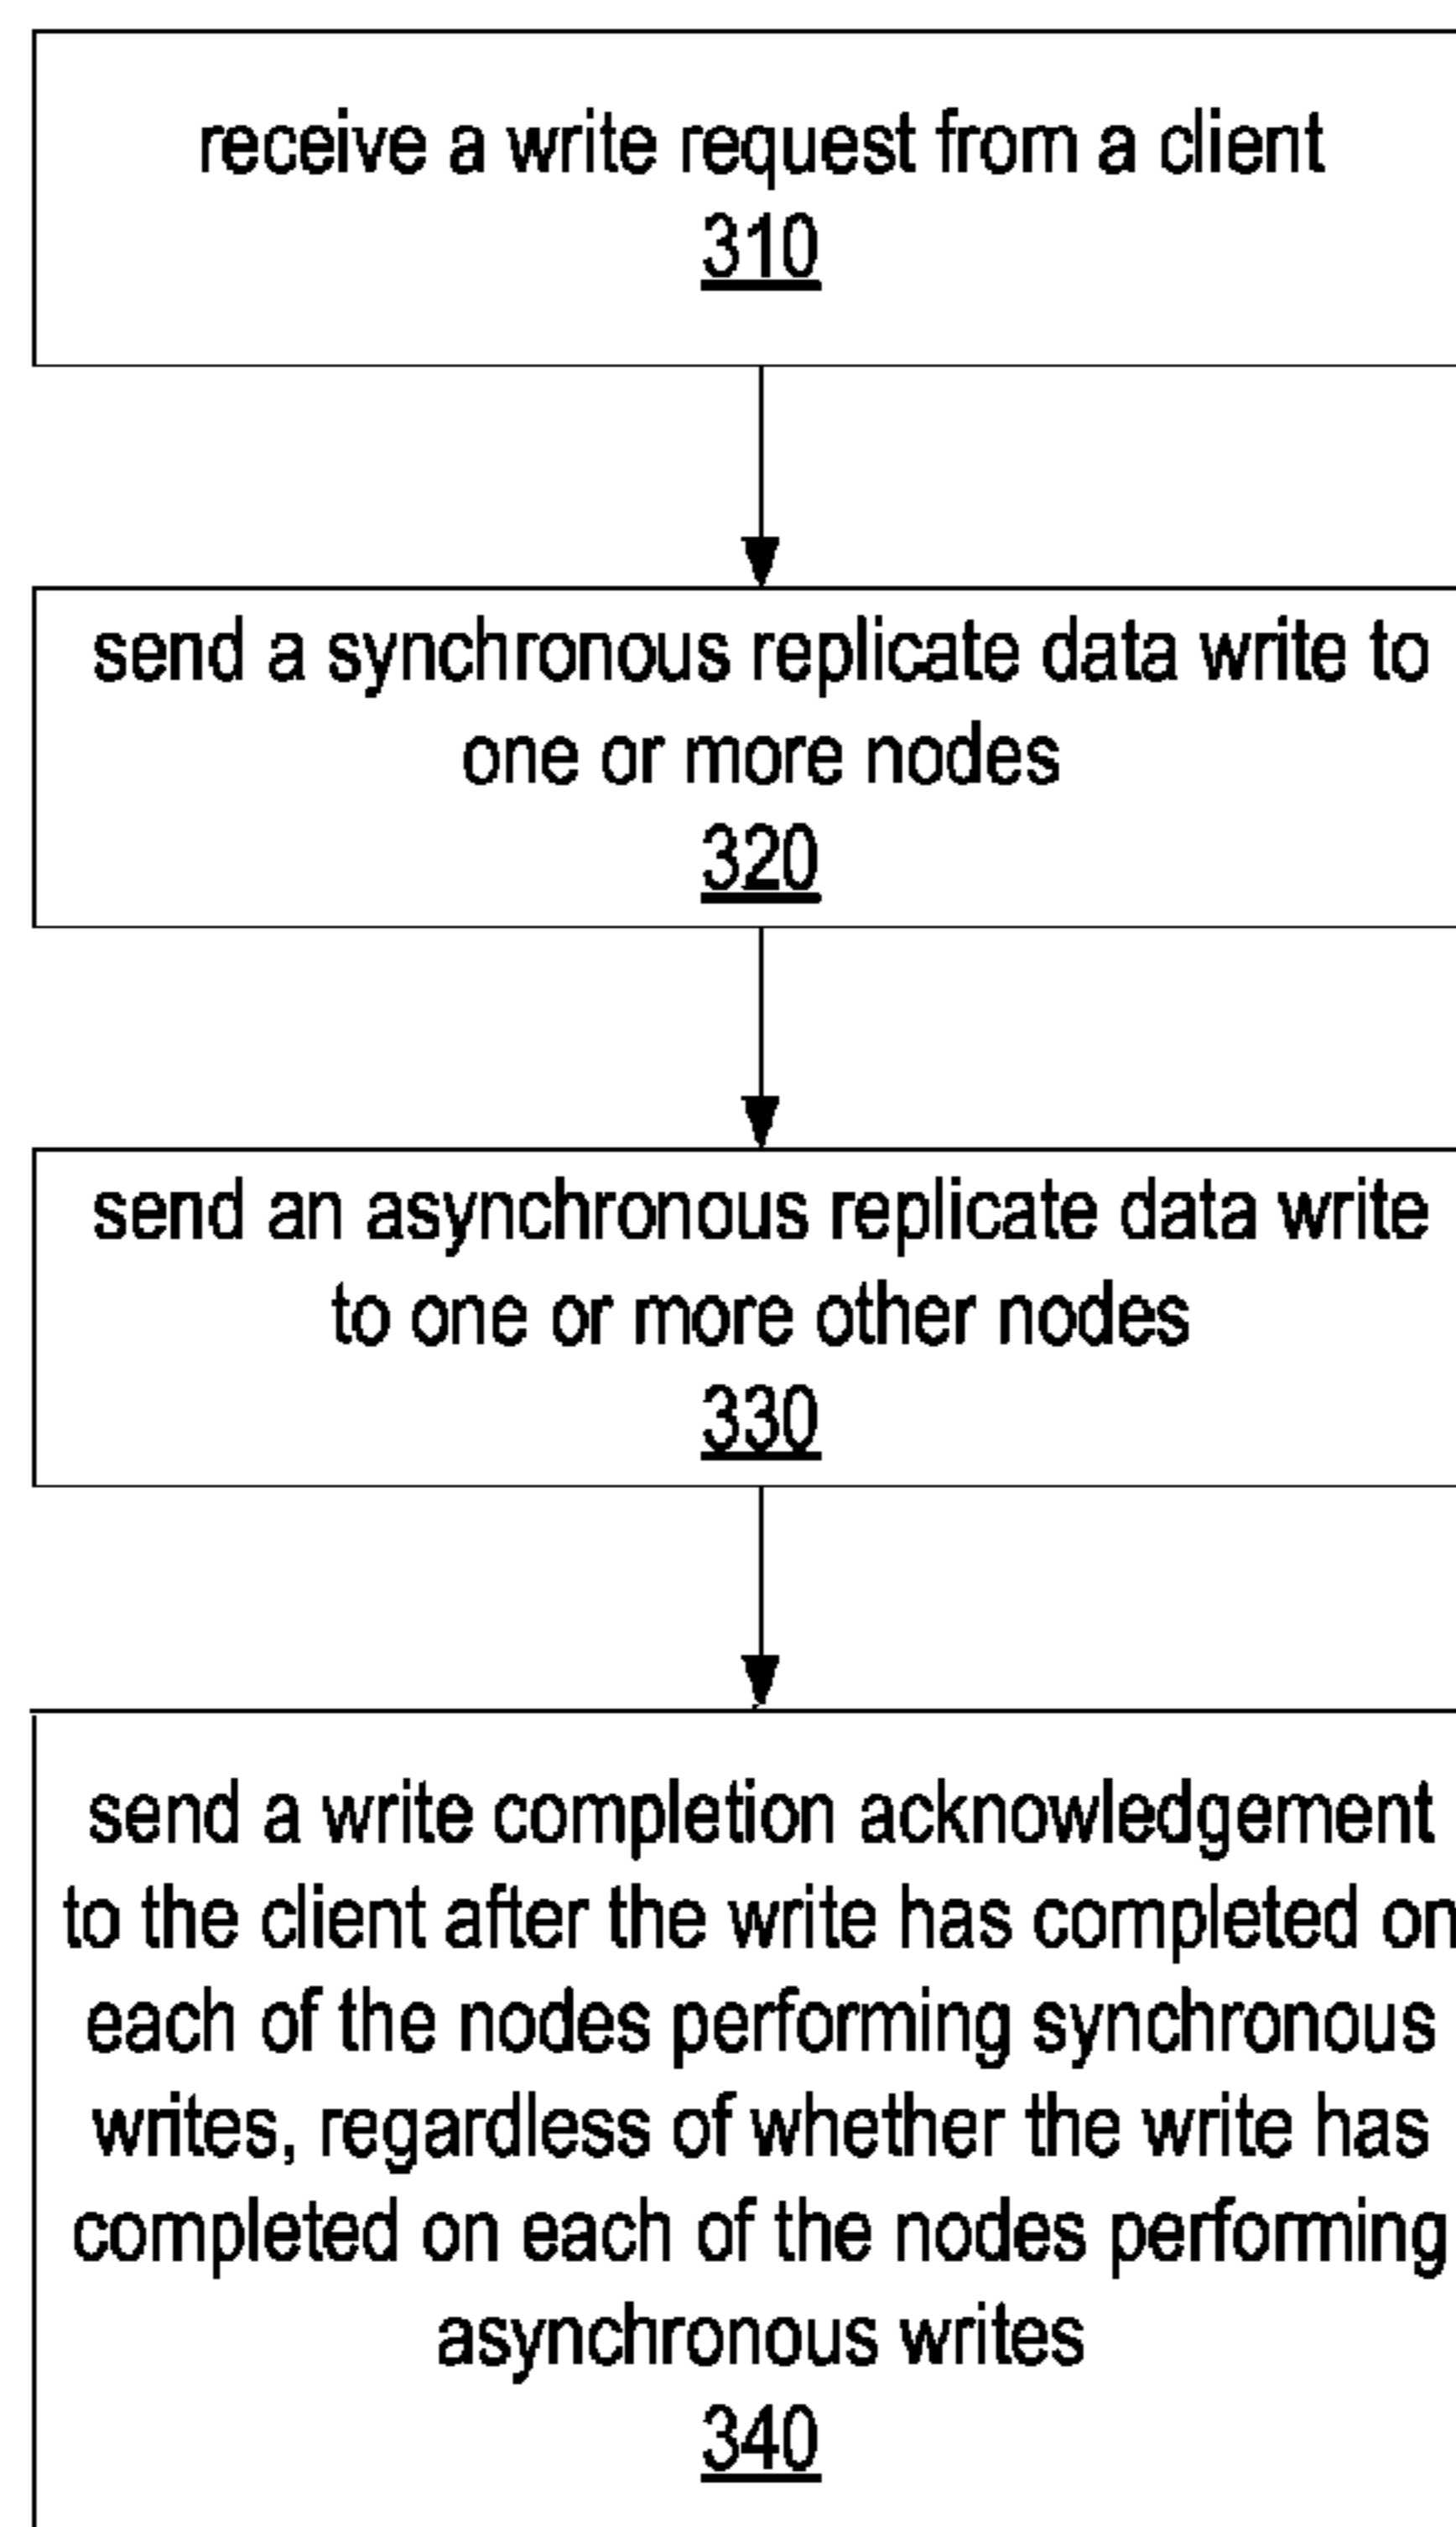 receive a write request from a client
310
send a synchronous replicate data write to
one or more nodes
320
send an asynchronous replicate data write
to one or more other nodes
330
send a write completion acknowledgement
to the client after the write has completed on
each of the nodes performing synchronous
writes, regardless of whether the write has
completed on each of the nodes performing
asynchronous writes
340